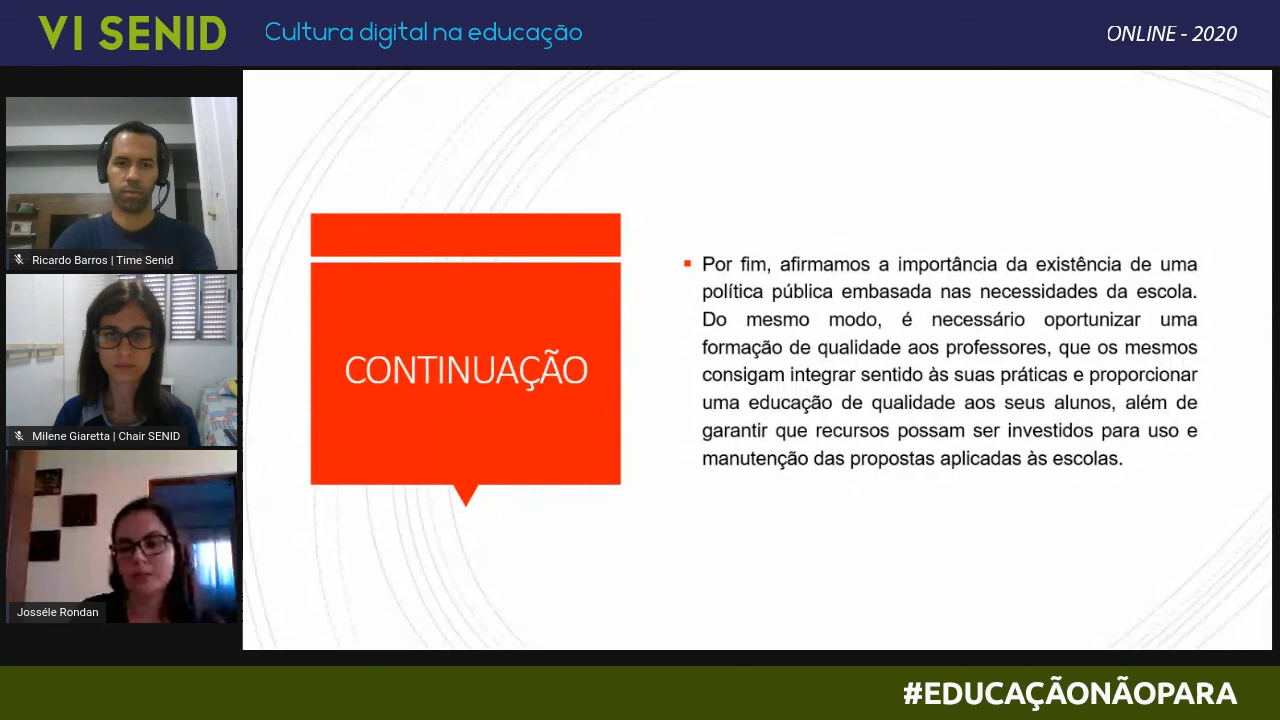 VI SENID
Cultura digital na educação
ONLINE - 2020
Ricardo Barros | Time Senid
Milene Giaretta | Chair SENID
Josséle Rondan
CONTINUAÇÃO
Por fim, afirmamos a importância da existência de uma
política pública embasada nas necessidades da escola.
Do mesmo modo, é necessário oportunizar uma
formação de qualidade aos professores, que os mesmos
consigam integrar sentido às suas práticas e proporcionar
uma educação de qualidade aos seus alunos, além de
garantir que recursos possam ser investidos para uso e
manutenção das propostas aplicadas às escolas.
#EDUCAÇÃONÃOPARA